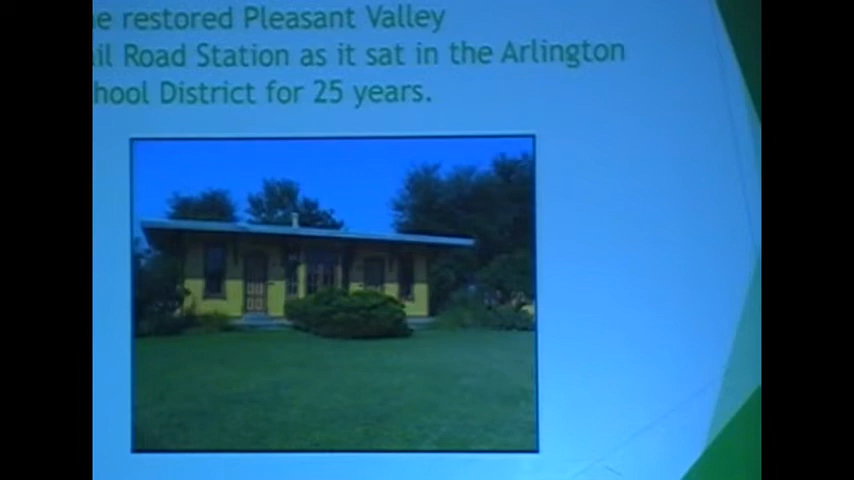 e restored Pleasant Valley
il Road Station as it sat in the Arlington
hool District for 25 years.